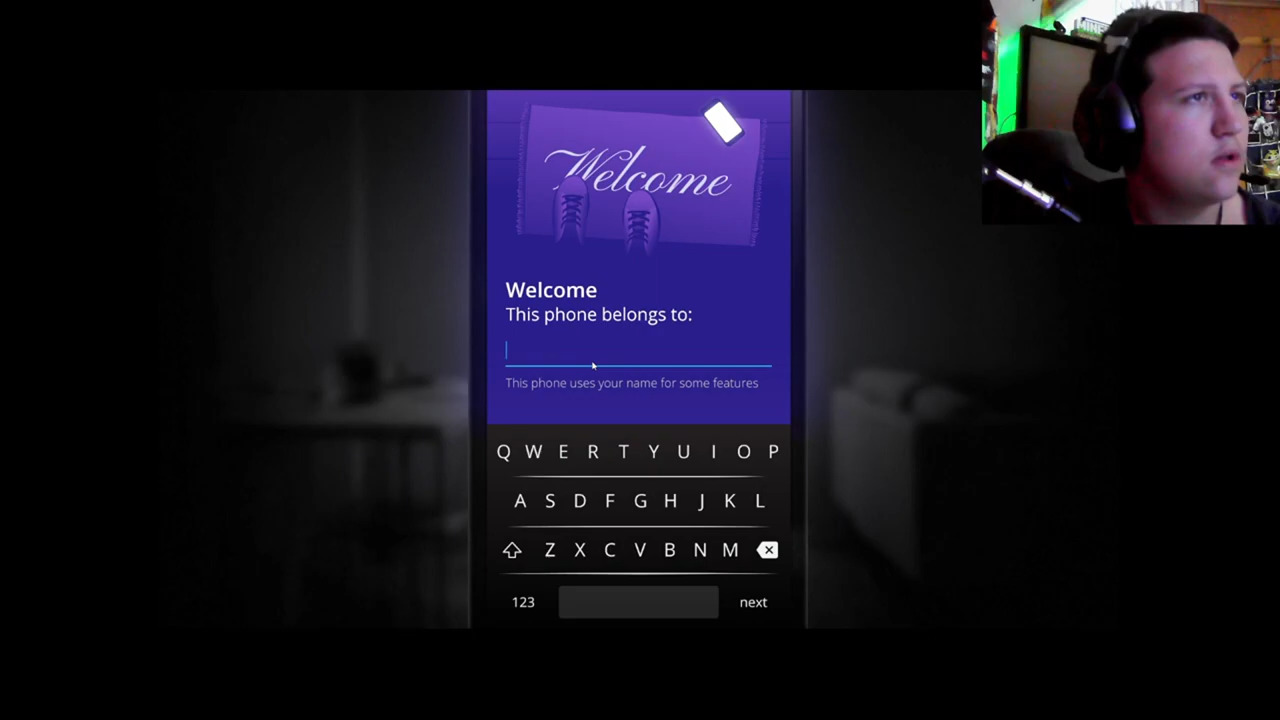 Welcome
Welcome
This phone belongs to:
This phone uses your name for some features
Q W E R T Y U I O P
A S D F G H J K L
Z X C V B N M
123 next